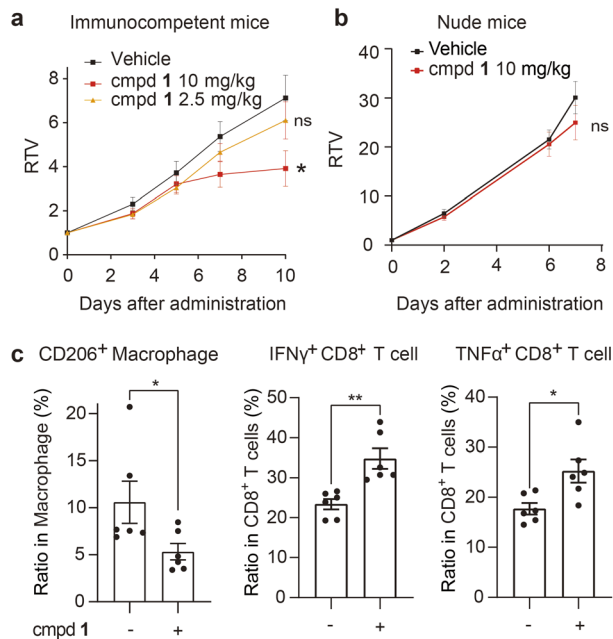 a
Immunocompetent mice
Vehicle
cmpd 1 10 mg/kg
cmpd 1 2.5 mg/kg
RTV
8
6
4
2
0
ns
*
0 2 4 6 8 10
Days after administration
b
Nude mice
Vehicle
cmpd 1 10 mg/kg
RTV
40
30
20
10
0
ns
0 2 4 6 8
Days after administration
c
CD206+ Macrophage
*
Ratio in Macrophage (%)
25
20
15
10
5
0
cmpd 1 - +
IFNγ+ CD8+ T cell
**
Ratio in CD8+ T cells (%)
50
40
30
20
10
0
- +
TNFα+ CD8+ T cell
*
Ratio in CD8+ T cells (%)
40
30
20
10
0
- +